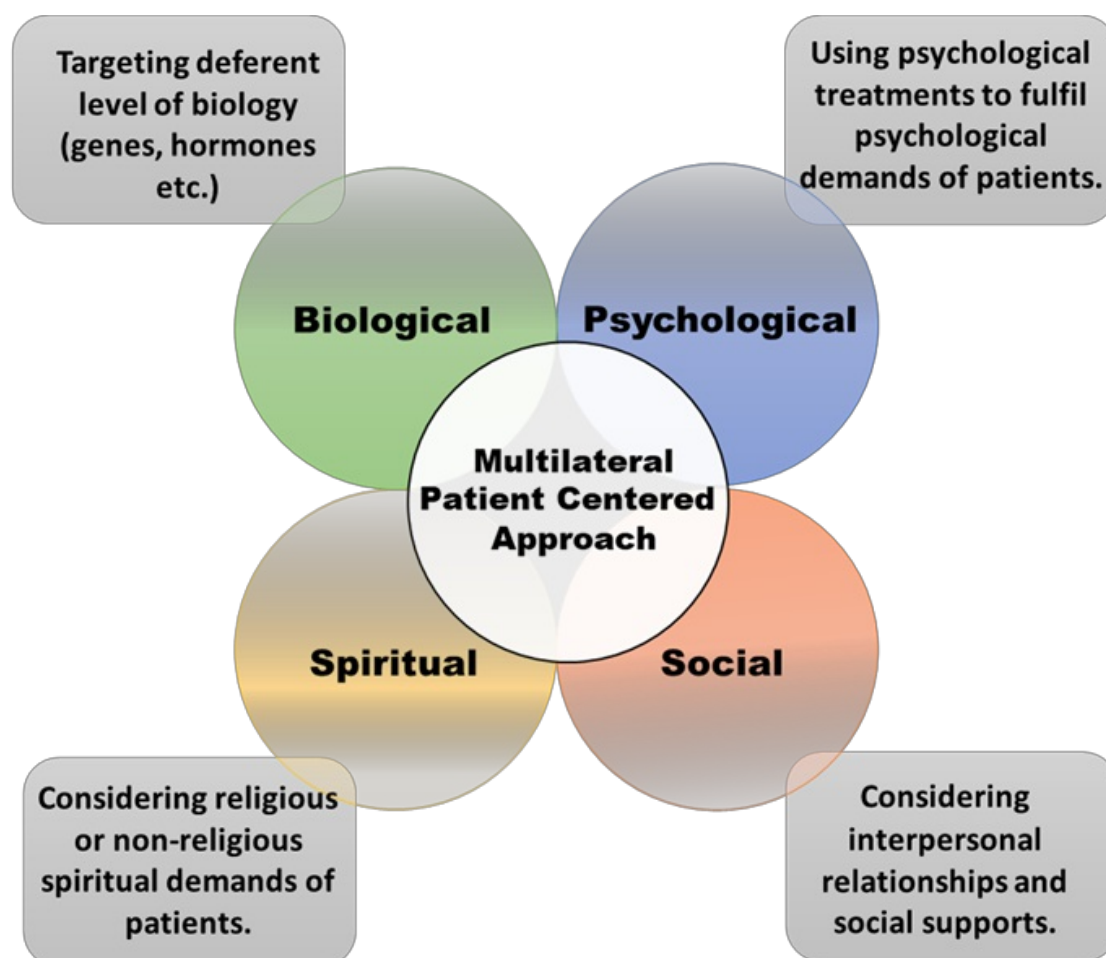 Targeting deferent
level of biology
(genes, hormones
etc.)
Using psychological
treatments to fulfil
psychological
demands of patients.
Biological
Psychological
Multilateral
Patient Centered
Approach
Spiritual
Social
Considering religious
or non-religious
spiritual demands of
patients.
Considering
interpersonal
relationships and
social supports.